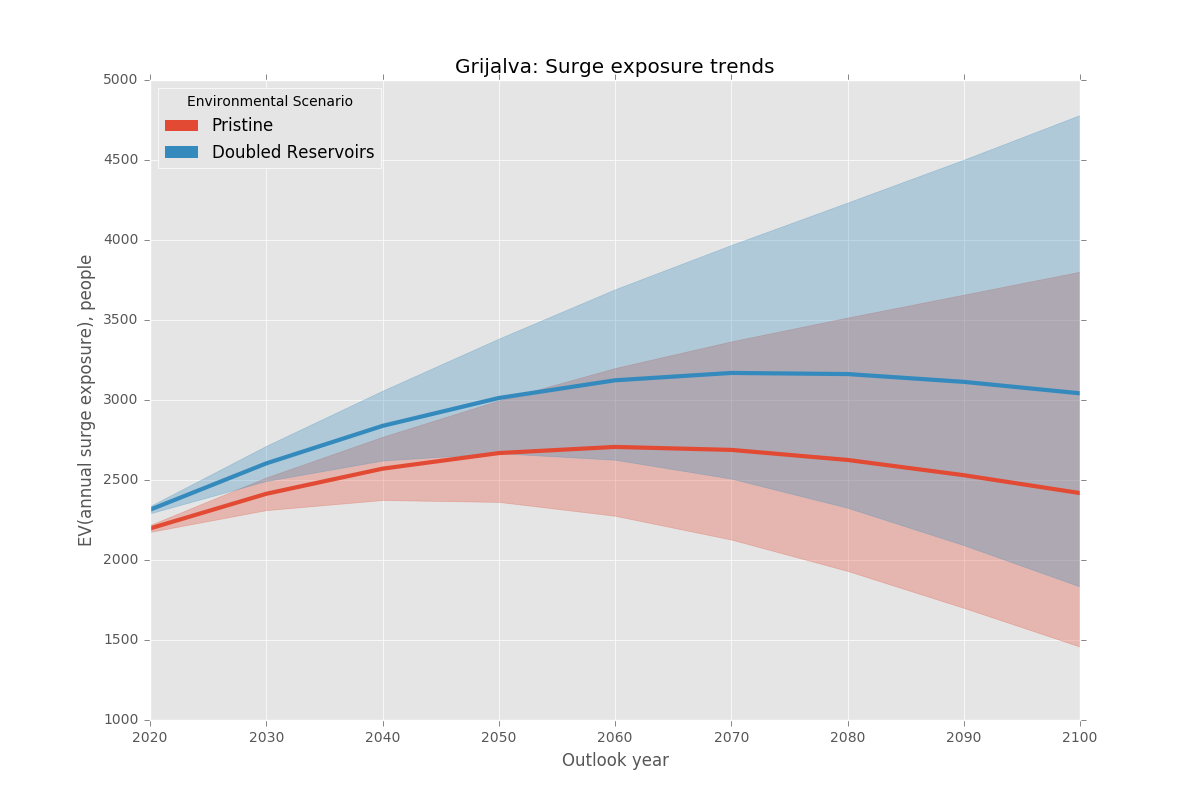 Grijalva: Surge exposure trends
Environmental Scenario
Pristine
Doubled Reservoirs
EV(annual surge exposure), people
5000
4500
4000
3500
3000
2500
2000
1500
1000
2020 2030 2040 2050 2060 2070 2080 2090 2100
Outlook year